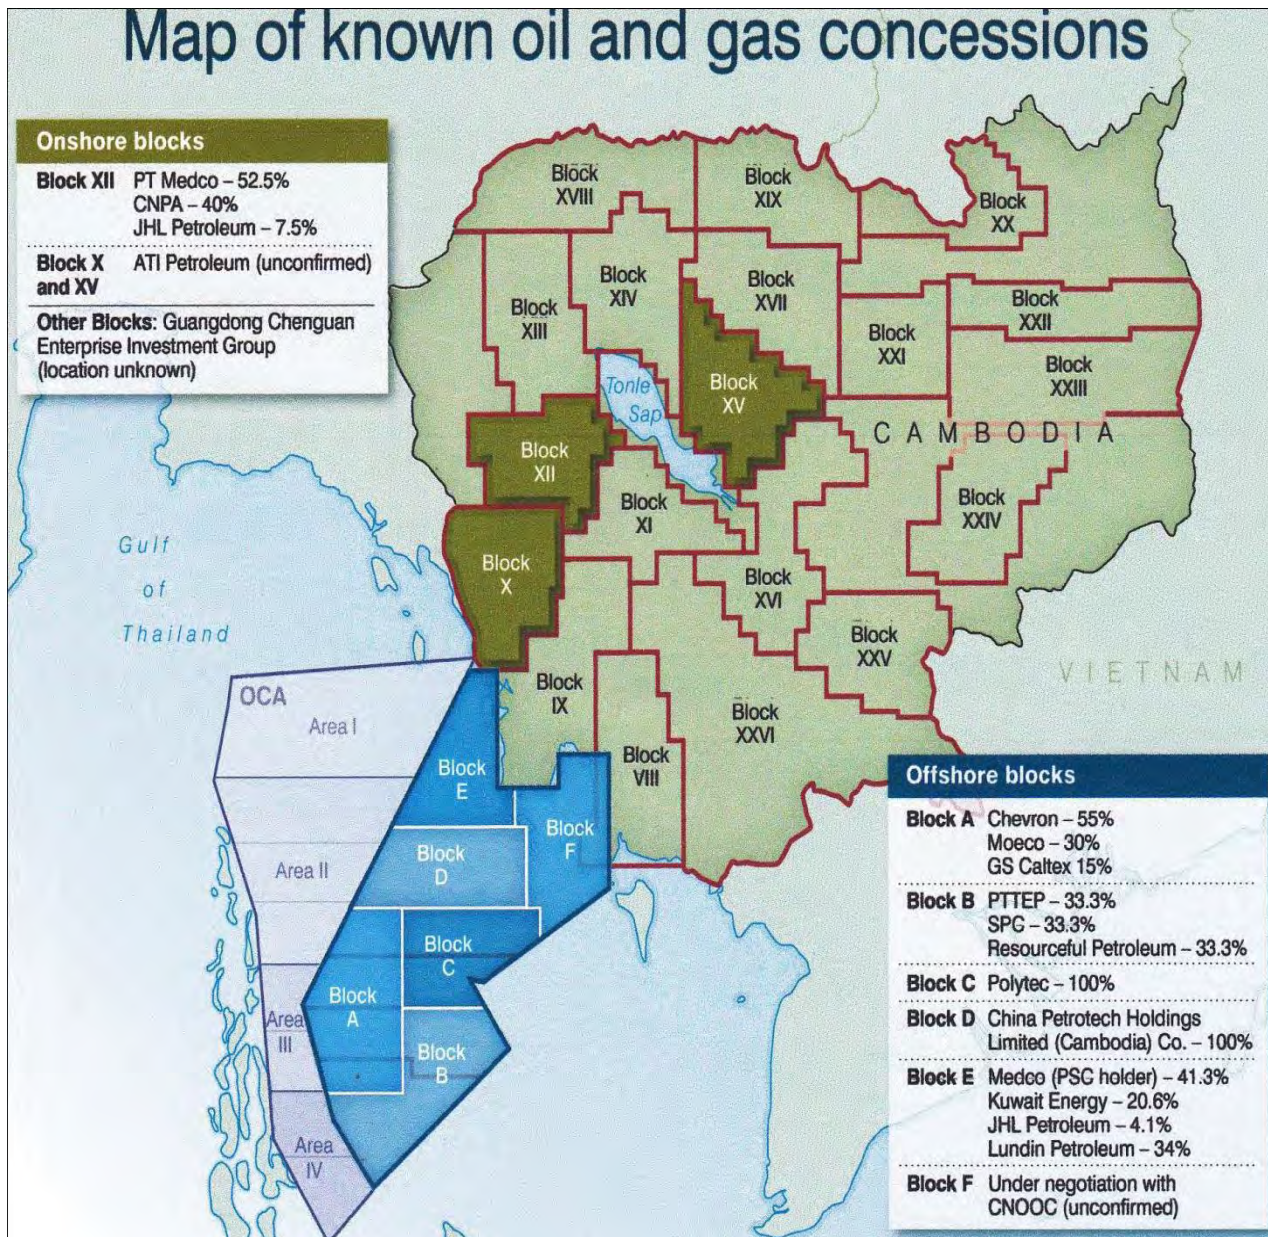 Map of known oil and gas concessions
Onshore blocks
Block XII PT Medco – 52.5%
CNPA – 40%
JHL Petroleum – 7.5%
Block X ATI Petroleum (unconfirmed)
and XV
Other Blocks: Guangdong Chenguan
Enterprise Investment Group
(location unknown)
Block
XVIII
Block
XIX
Block
XX
Block
XIV
Block
XVII
Block
XIII
Block
XXII
Block
XXI
Block
XXIII
Block
XV
Tonle
Sap
CAMBODIA
Block
XII
Block
XI
Block
XXIV
Block
X
Block
XVI
Block
XXV
Gulf
of
Thailand
VIETNAM
Block
IX
Block
XXVI
Block
VIII
OCA
Area I
Area II
Area
III
Area
IV
Block
E
Block
F
Block
D
Block
C
Block
A
Block
B
Offshore blocks
Block A Chevron – 55%
Moeco – 30%
GS Caltex 15%
Block B PTTEP – 33.3%
SPC – 33.3%
Resourceful Petroleum – 33.3%
Block C Polytec – 100%
Block D China Petrotech Holdings
Limited (Cambodia) Co. – 100%
Block E Medco (PSC holder) – 41.3%
Kuwait Energy – 20.6%
JHL Petroleum – 4.1%
Lundin Petroleum – 34%
Block F Under negotiation with
CNOOC (unconfirmed)